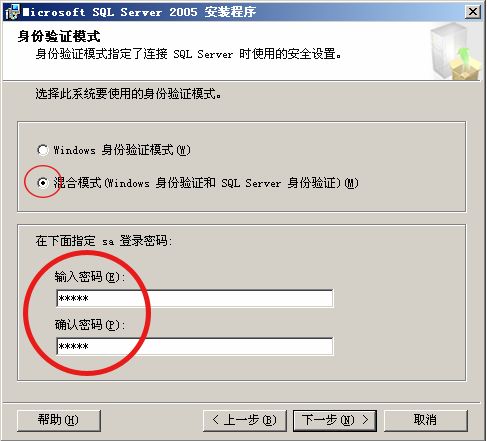 Microsoft SQL Server 2005 安装程序
身份验证模式
身份验证模式指定了连接 SQL Server 时使用的安全设置。
选择此系统要使用的身份验证模式。
Windows 身份验证模式(W)
混合模式(Windows 身份验证和 SQL Server 身份验证)(M)
在下面指定 sa 登录密码:
输入密码(E):
*****
确认密码(P):
*****
帮助(H)
< 上一步(B)
下一步(N) >
取消